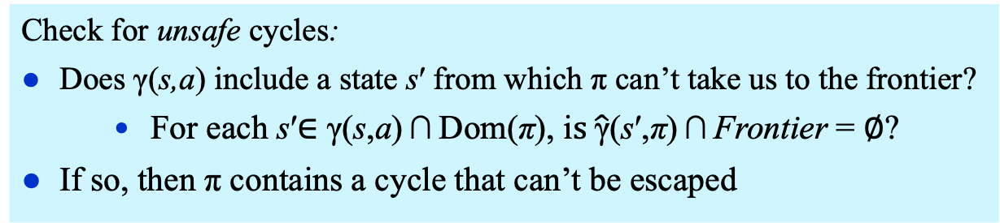 Check for unsafe cycles:
• Does γ(s,a) include a state s′ from which π can't take us to the frontier?
• For each s′∈ γ(s,a) ∩ Dom(π), is γ̂(s′,π) ∩ Frontier = ∅?
• If so, then π contains a cycle that can't be escaped